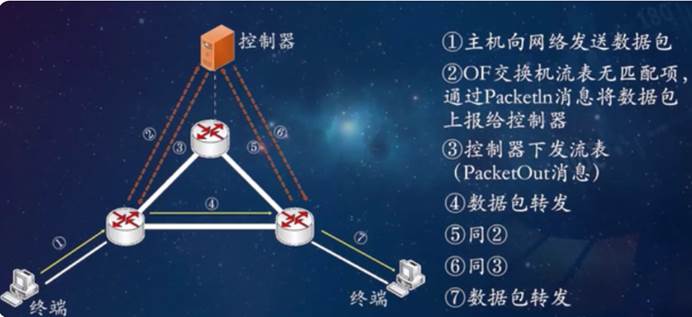 控制器
①主机向网络发送数据包
②OF交换机流表无匹配项，
通过PacketIn消息将数据包
上报给控制器
③控制器下发流表
（PacketOut消息）
④数据包转发
⑤同②
⑥同③
⑦数据包转发
②
③
⑤
⑥
④
①
⑦
终端
终端